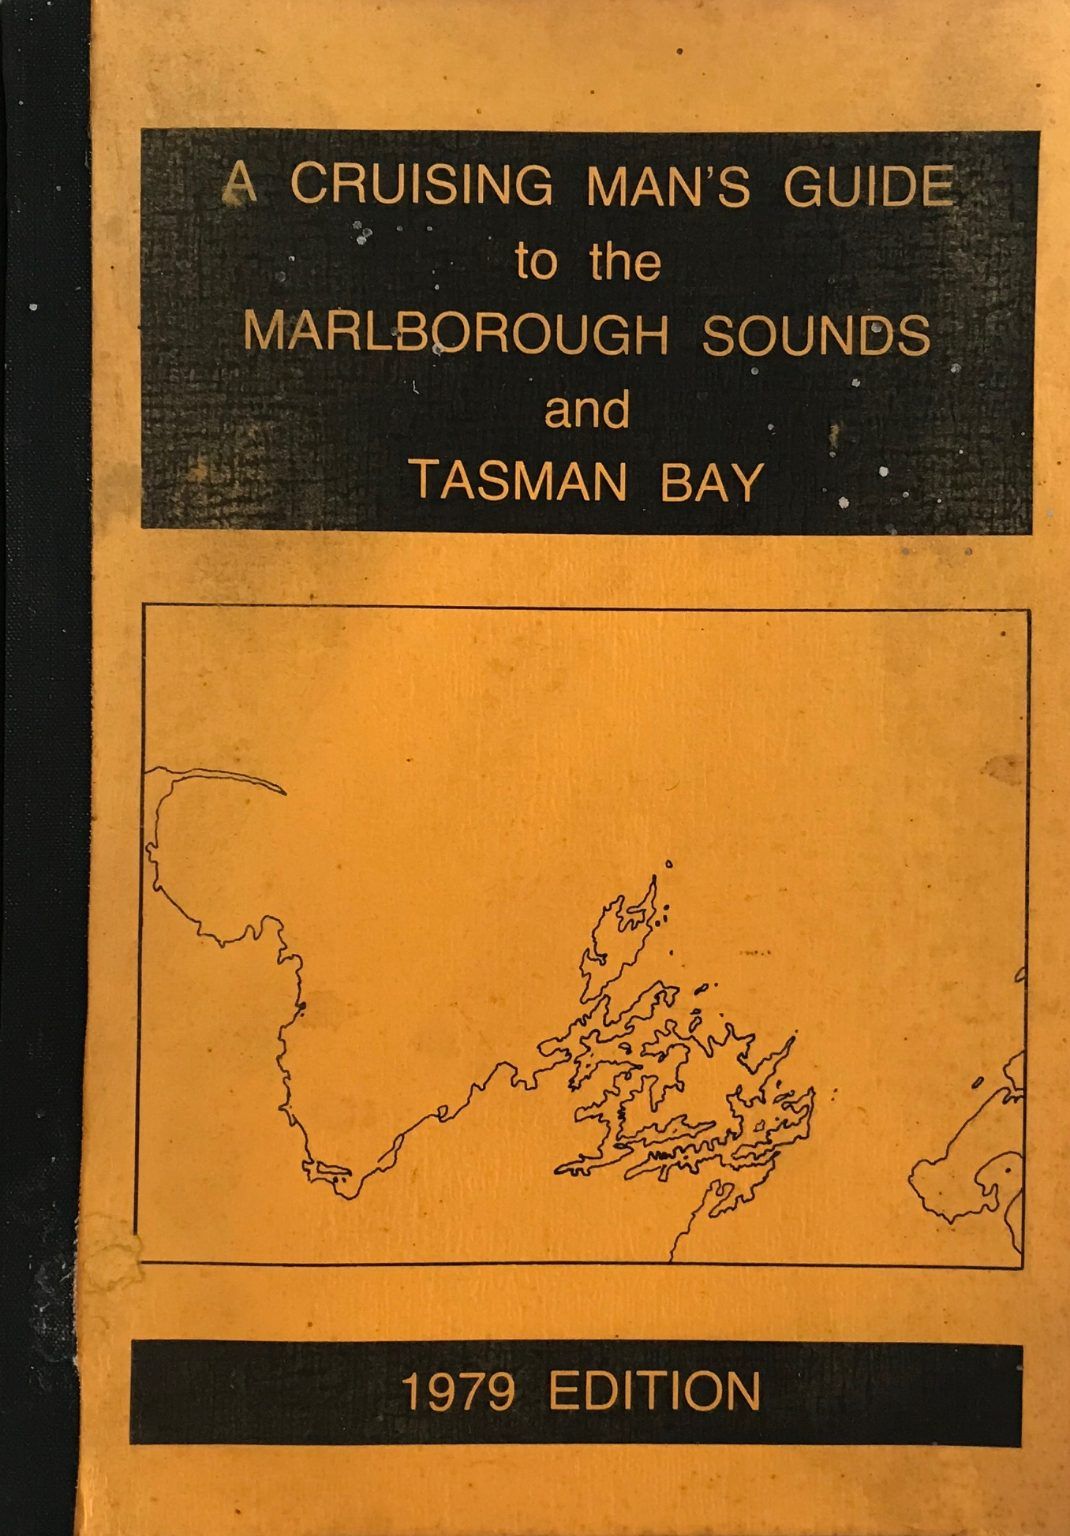 A CRUISING MAN'S GUIDE
to the
MARLBOROUGH SOUNDS
and
TASMAN BAY
1979 EDITION